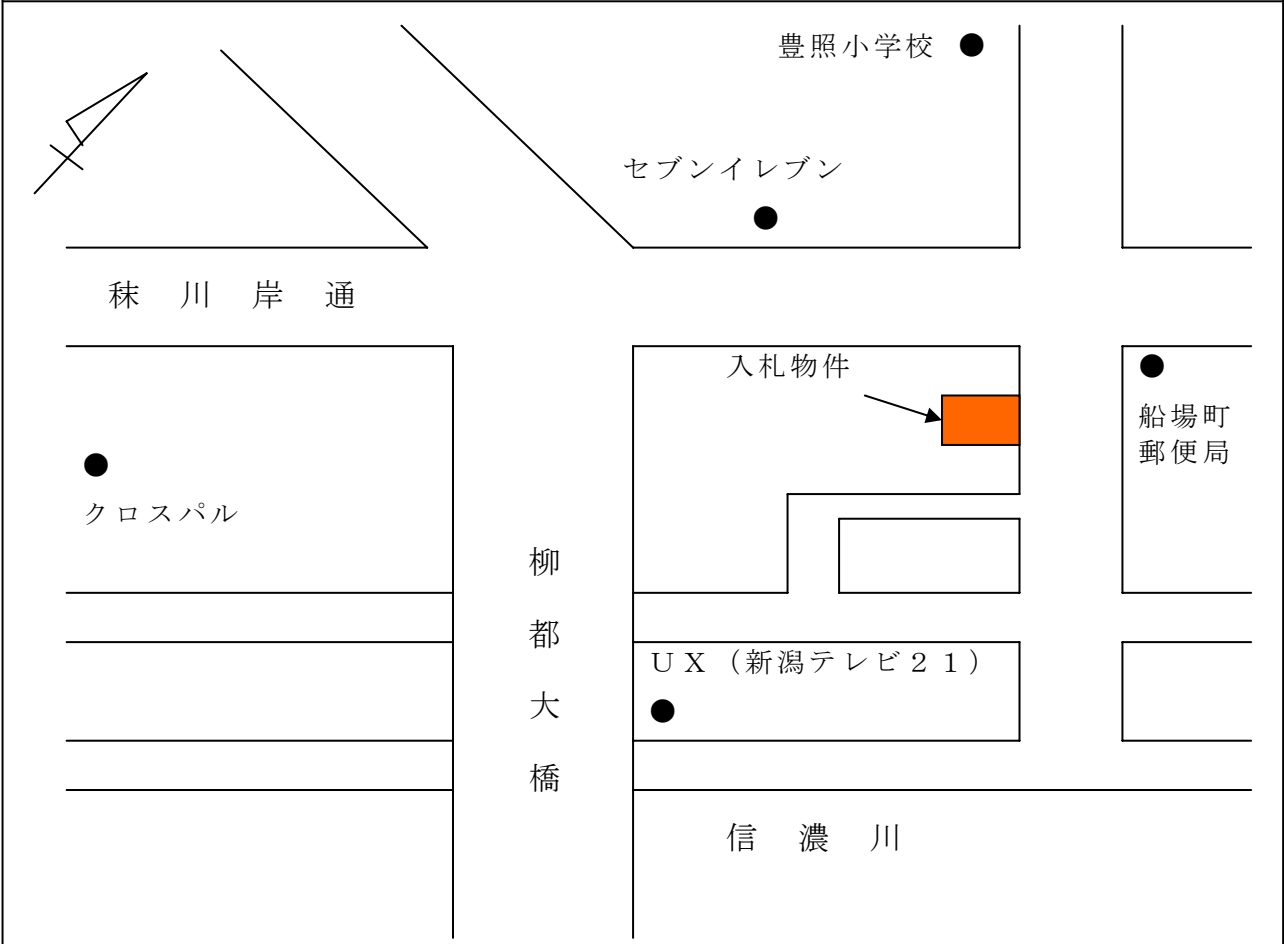 豊照小学校
セブンイレブン
秣川岸通
入札物件
船場町
郵便局
クロスパル
柳都大橋
UX（新潟テレビ２１）
信濃川